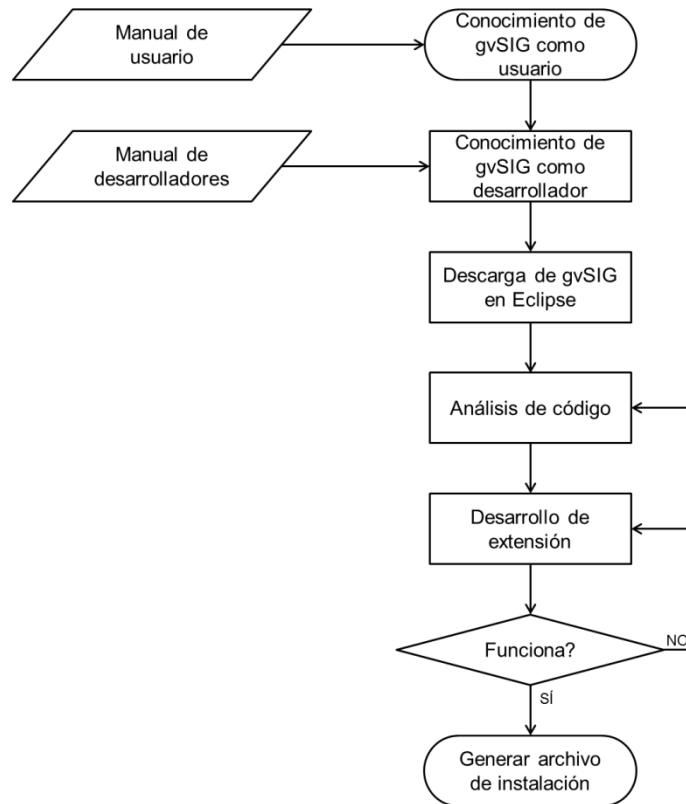 Manual de
usuario
Conocimiento de
gvSIG como
usuario
Manual de
desarrolladores
Conocimiento de
gvSIG como
desarrollador
Descarga de gvSIG
en Eclipse
Análisis de código
Desarrollo de
extensión
Funciona?
NO
SÍ
Generar archivo
de instalación